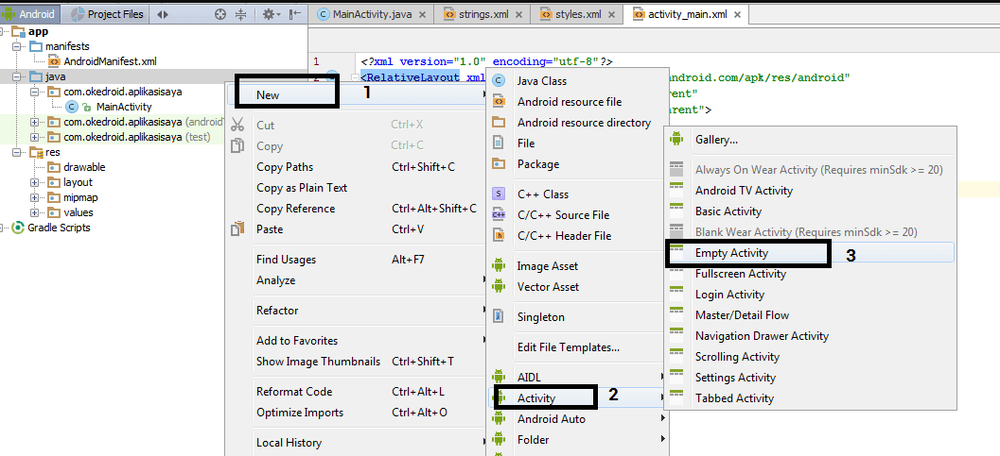 Android Project Files MainActivity.java strings.xml styles.xml activity_main.xml
app
manifests
AndroidManifest.xml
java
com.okedroid.aplikasisaya
MainActivity
com.okedroid.aplikasisaya (android
com.okedroid.aplikasisaya (test)
res
drawable
layout
mipmap
values
Gradle Scripts
1 <?xml version="1.0" encoding="utf-8"?>
2 <RelativeLayout xml
ndroid.com/apk/res/android"
rent"
arent">
New 1
Cut Ctrl+X
Copy Ctrl+C
Copy Paths Ctrl+Shift+C
Copy as Plain Text
Copy Reference Ctrl+Alt+Shift+C
Paste Ctrl+V
Find Usages Alt+F7
Analyze
Refactor
Add to Favorites
Show Image Thumbnails Ctrl+Shift+T
Reformat Code Ctrl+Alt+L
Optimize Imports Ctrl+Alt+O
Local History
Java Class
Android resource file
Android resource directory
File
Package
C++ Class
C/C++ Source File
C/C++ Header File
Image Asset
Vector Asset
Singleton
Edit File Templates...
AIDL
Activity 2
Android Auto
Folder
Gallery...
Always On Wear Activity (Requires minSdk >= 20)
Android TV Activity
Basic Activity
Blank Wear Activity (Requires minSdk >= 20)
Empty Activity 3
Fullscreen Activity
Login Activity
Master/Detail Flow
Navigation Drawer Activity
Scrolling Activity
Settings Activity
Tabbed Activity